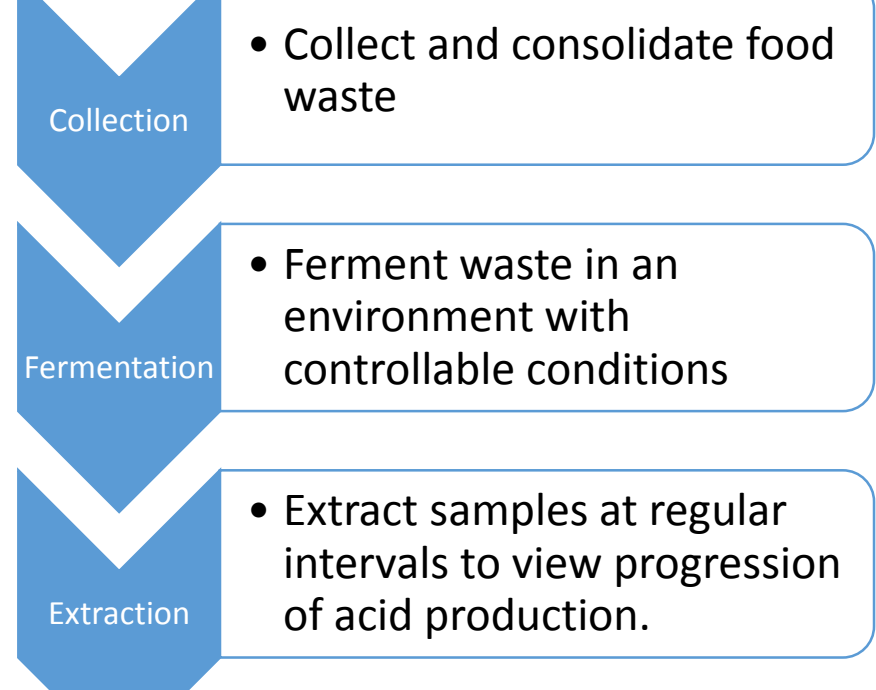 Collection
• Collect and consolidate food
waste
Fermentation
• Ferment waste in an
environment with
controllable conditions
Extraction
• Extract samples at regular
intervals to view progression
of acid production.